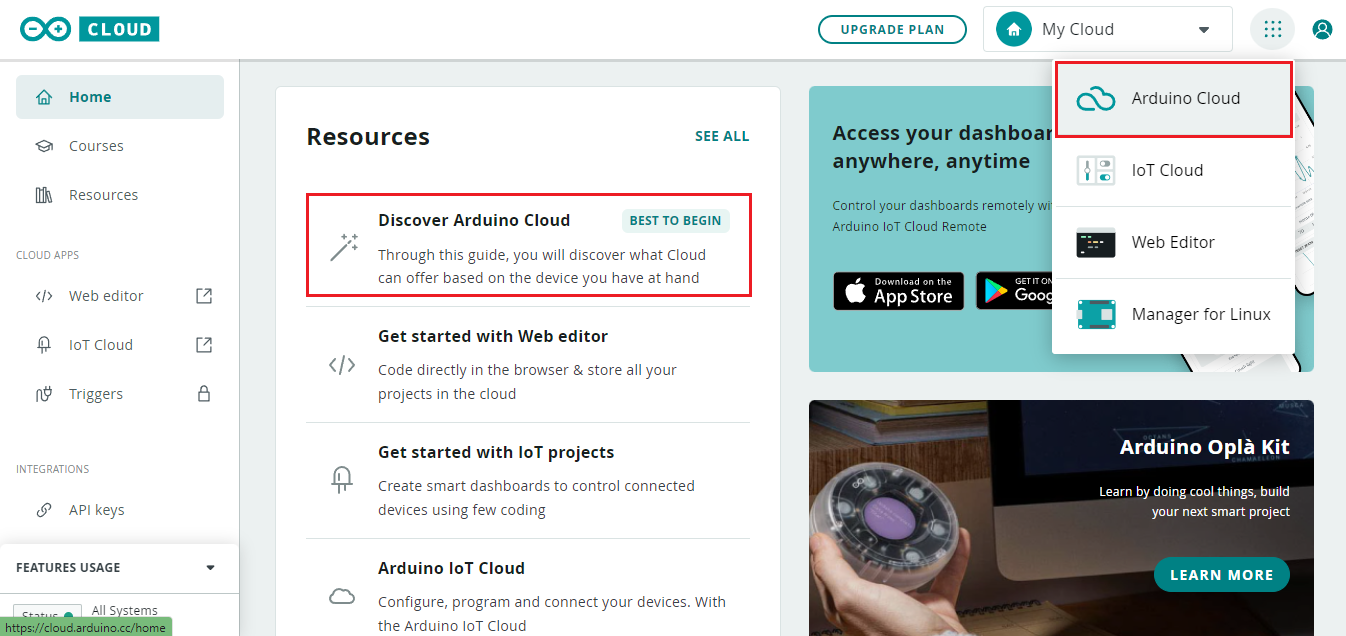 CLOUD
UPGRADE PLAN
My Cloud
Home
Courses
Resources
CLOUD APPS
Web editor
IoT Cloud
Triggers
INTEGRATIONS
API keys
FEATURES USAGE
Status
All Systems
https://cloud.arduino.cc/home
Resources
SEE ALL
Discover Arduino Cloud
BEST TO BEGIN
Through this guide, you will discover what Cloud
can offer based on the device you have at hand
Get started with Web editor
Code directly in the browser & store all your
projects in the cloud
Get started with IoT projects
Create smart dashboards to control connected
devices using few coding
Arduino IoT Cloud
Configure, program and connect your devices. With
the Arduino IoT Cloud
Access your dashboar
anywhere, anytime
Control your dashboards remotely wi
Arduino IoT Cloud Remote
Download on the
App Store
GET IT ON
Goog
Arduino Cloud
IoT Cloud
Web Editor
Manager for Linux
Arduino Oplà Kit
Learn by doing cool things, build
your next smart project
LEARN MORE